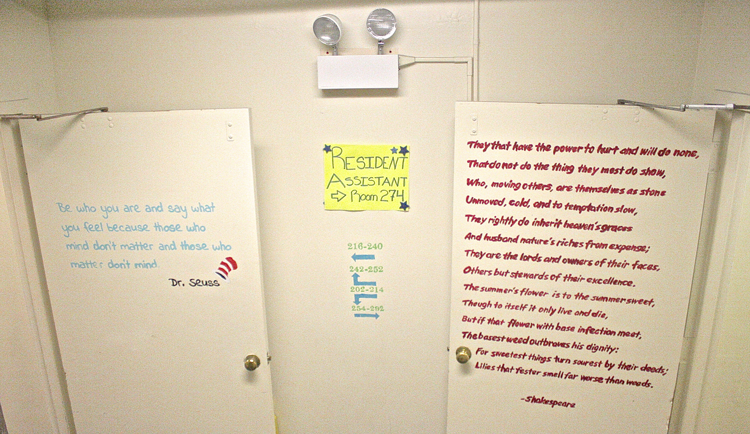 Be who you are and say what
you feel because those who
mind don't matter and those who
matter don't mind.
Dr. Seuss
RESIDENT
ASSISTANT
Room 274
216-240
242-252
202-214
254-292
They that have the power to hurt and will do none,
That do not do the thing they most do show,
Who, moving others, are themselves as stone
Unmoved, cold, and to temptation slow,
They rightly do inherit heaven's graces
And husband nature's riches from expense;
They are the lords and owners of their faces,
Others but stewards of their excellence.
The summer's flower is to the summer sweet,
Though to itself it only live and die,
But if that flower with base infection meet,
The basest weed outbraves his dignity:
For sweetest things turn sourest by their deeds;
Lilies that fester smell far worse than weeds.
-Shakespeare